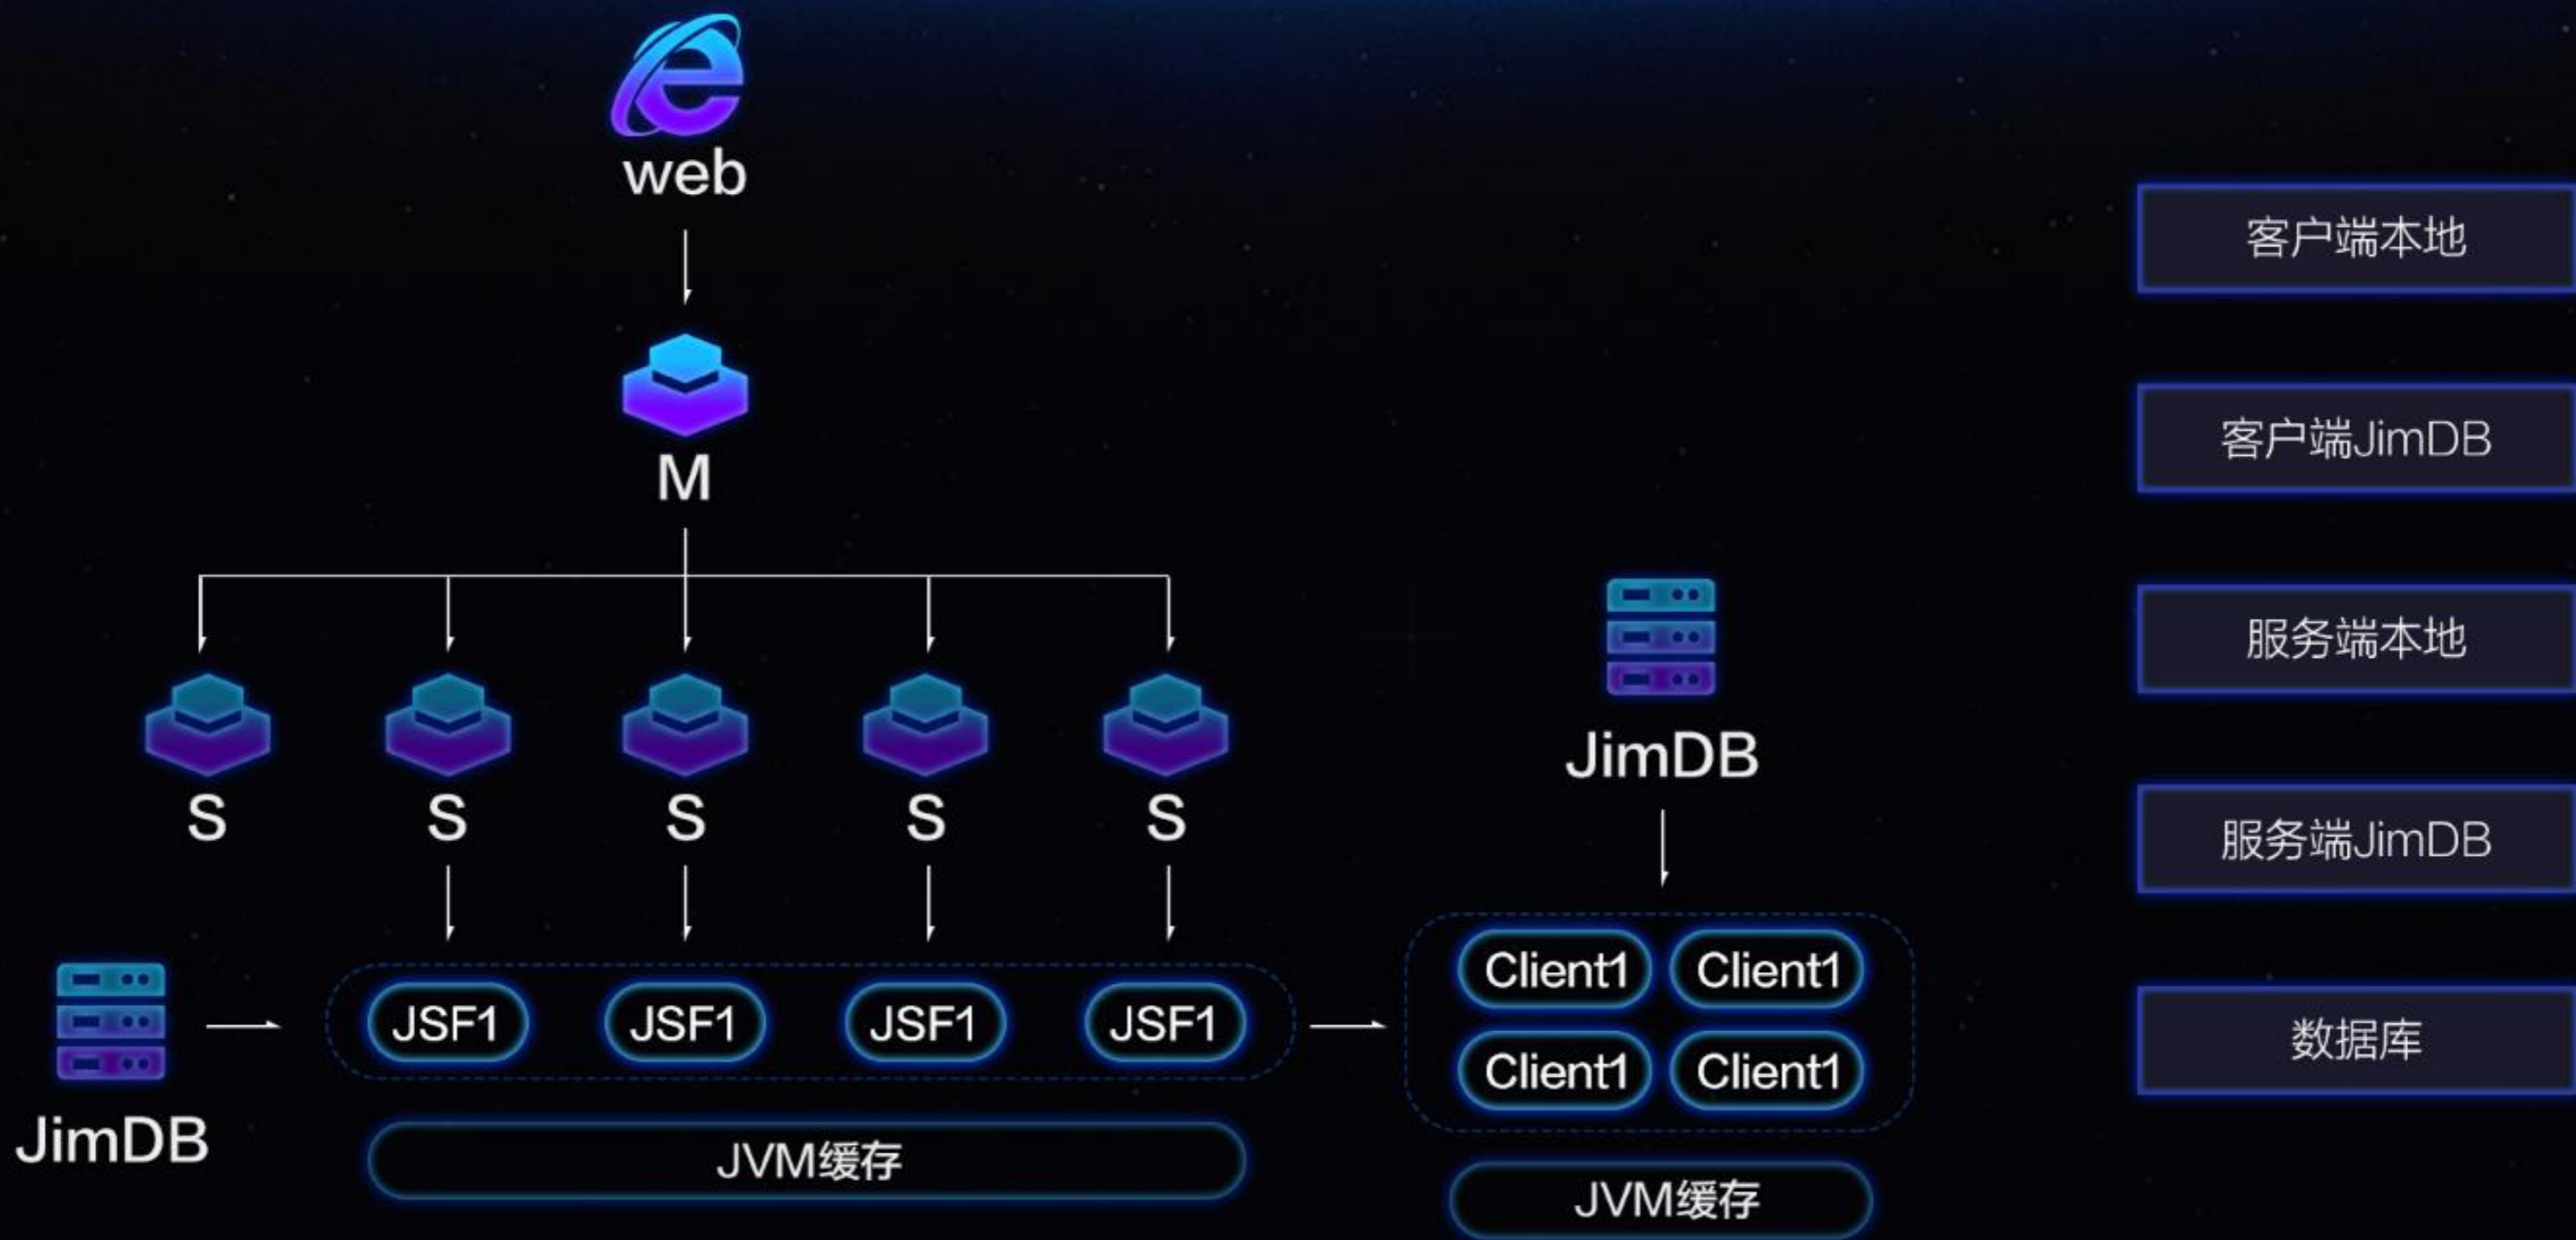 web
M
S
S
S
S
S
JimDB
JSF1
JSF1
JSF1
JSF1
JVM缓存
JimDB
Client1
Client1
Client1
Client1
JVM缓存
客户端本地
客户端JimDB
服务端本地
服务端JimDB
数据库